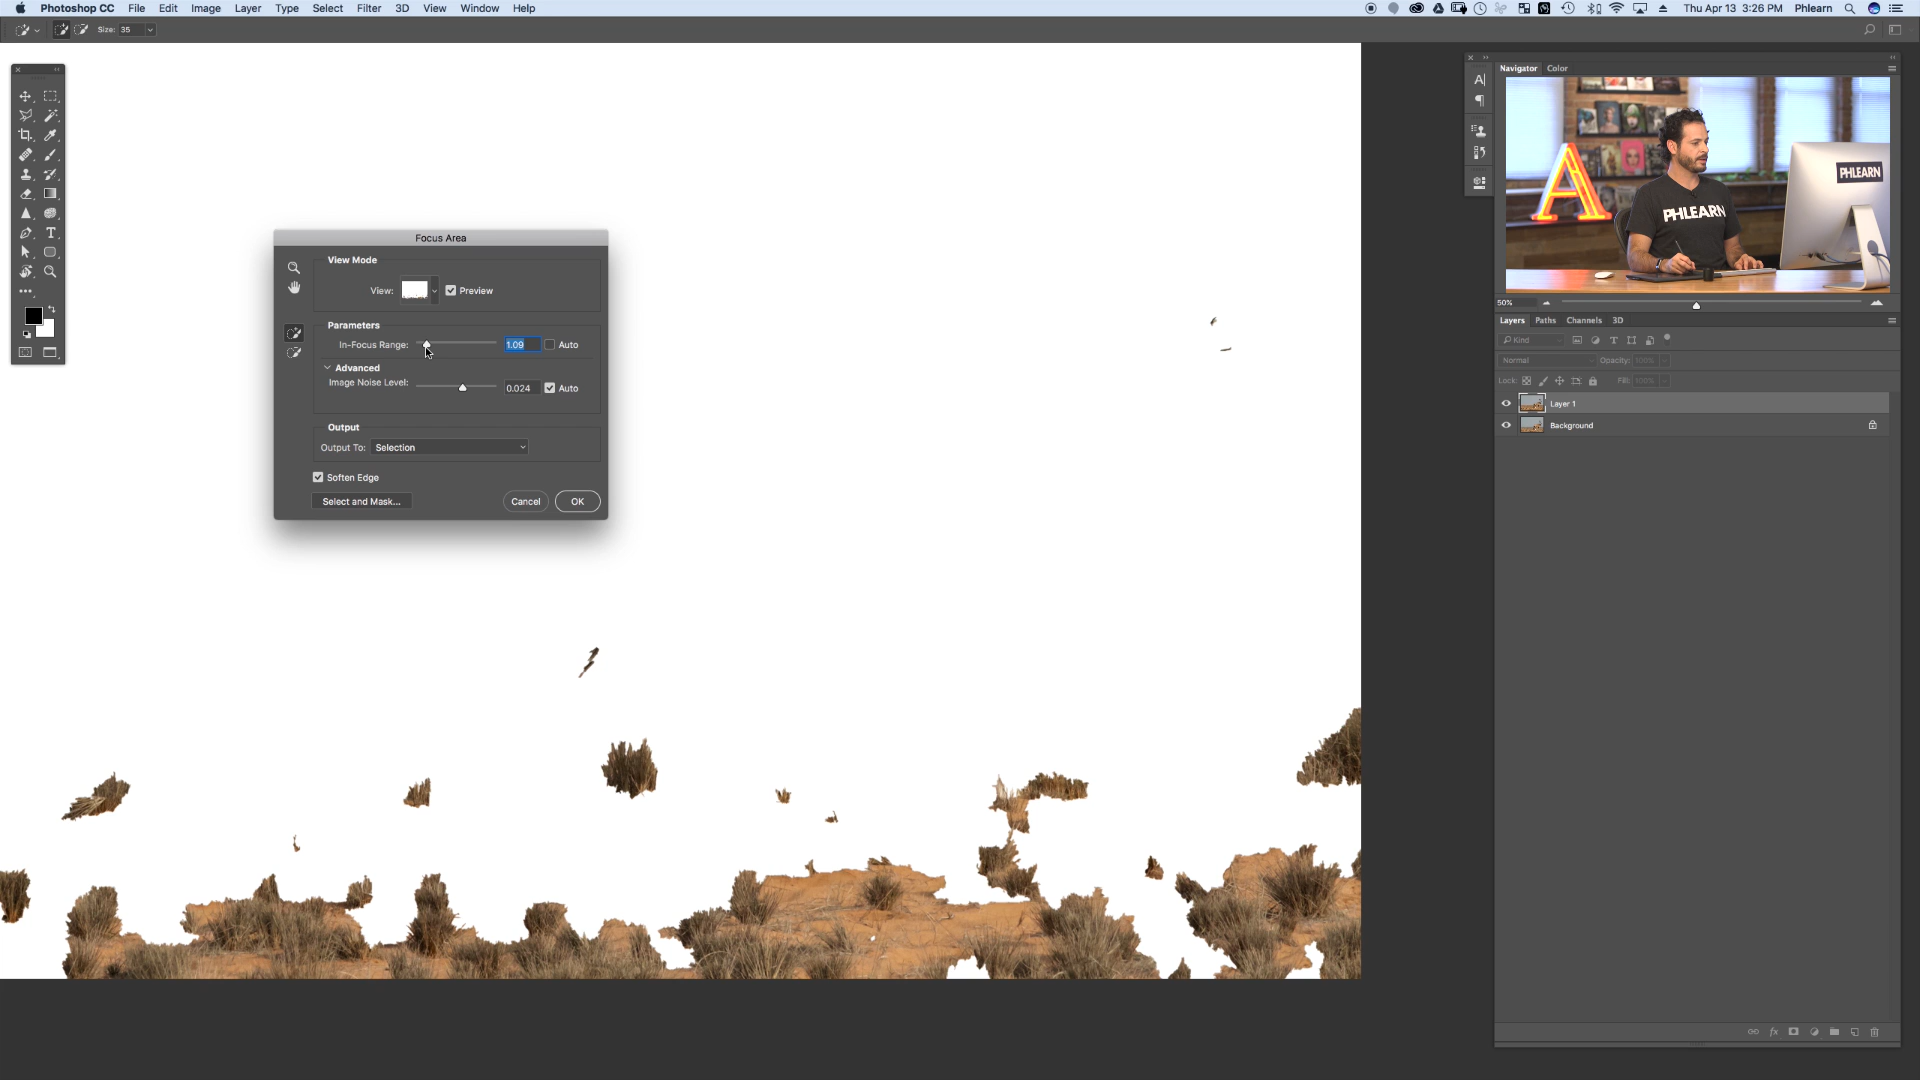 Photoshop CC File Edit Image Layer Type Select Filter 3D View Window Help
Thu Apr 13 3:26 PM Phlearn
Size: 35
Navigator Color
A
PHLEARN
PHLEARN
50%
Layers Paths Channels 3D
Kind
Normal Opacity: 100%
Lock: Fill: 100%
Layer 1
Background
Focus Area
View Mode
View: Preview
Parameters
In-Focus Range: 1.09 Auto
Advanced
Image Noise Level: 0.024 Auto
Output
Output To: Selection
Soften Edge
Select and Mask... Cancel OK